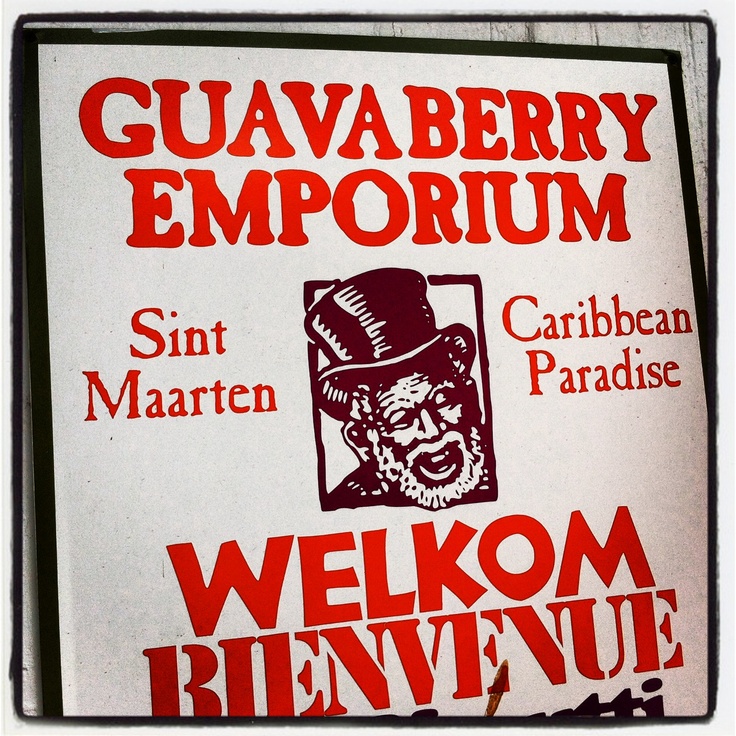 GUAVABERRY
EMPORIUM
Sint
Maarten
Caribbean
Paradise
WELKOM
BIENVENUE